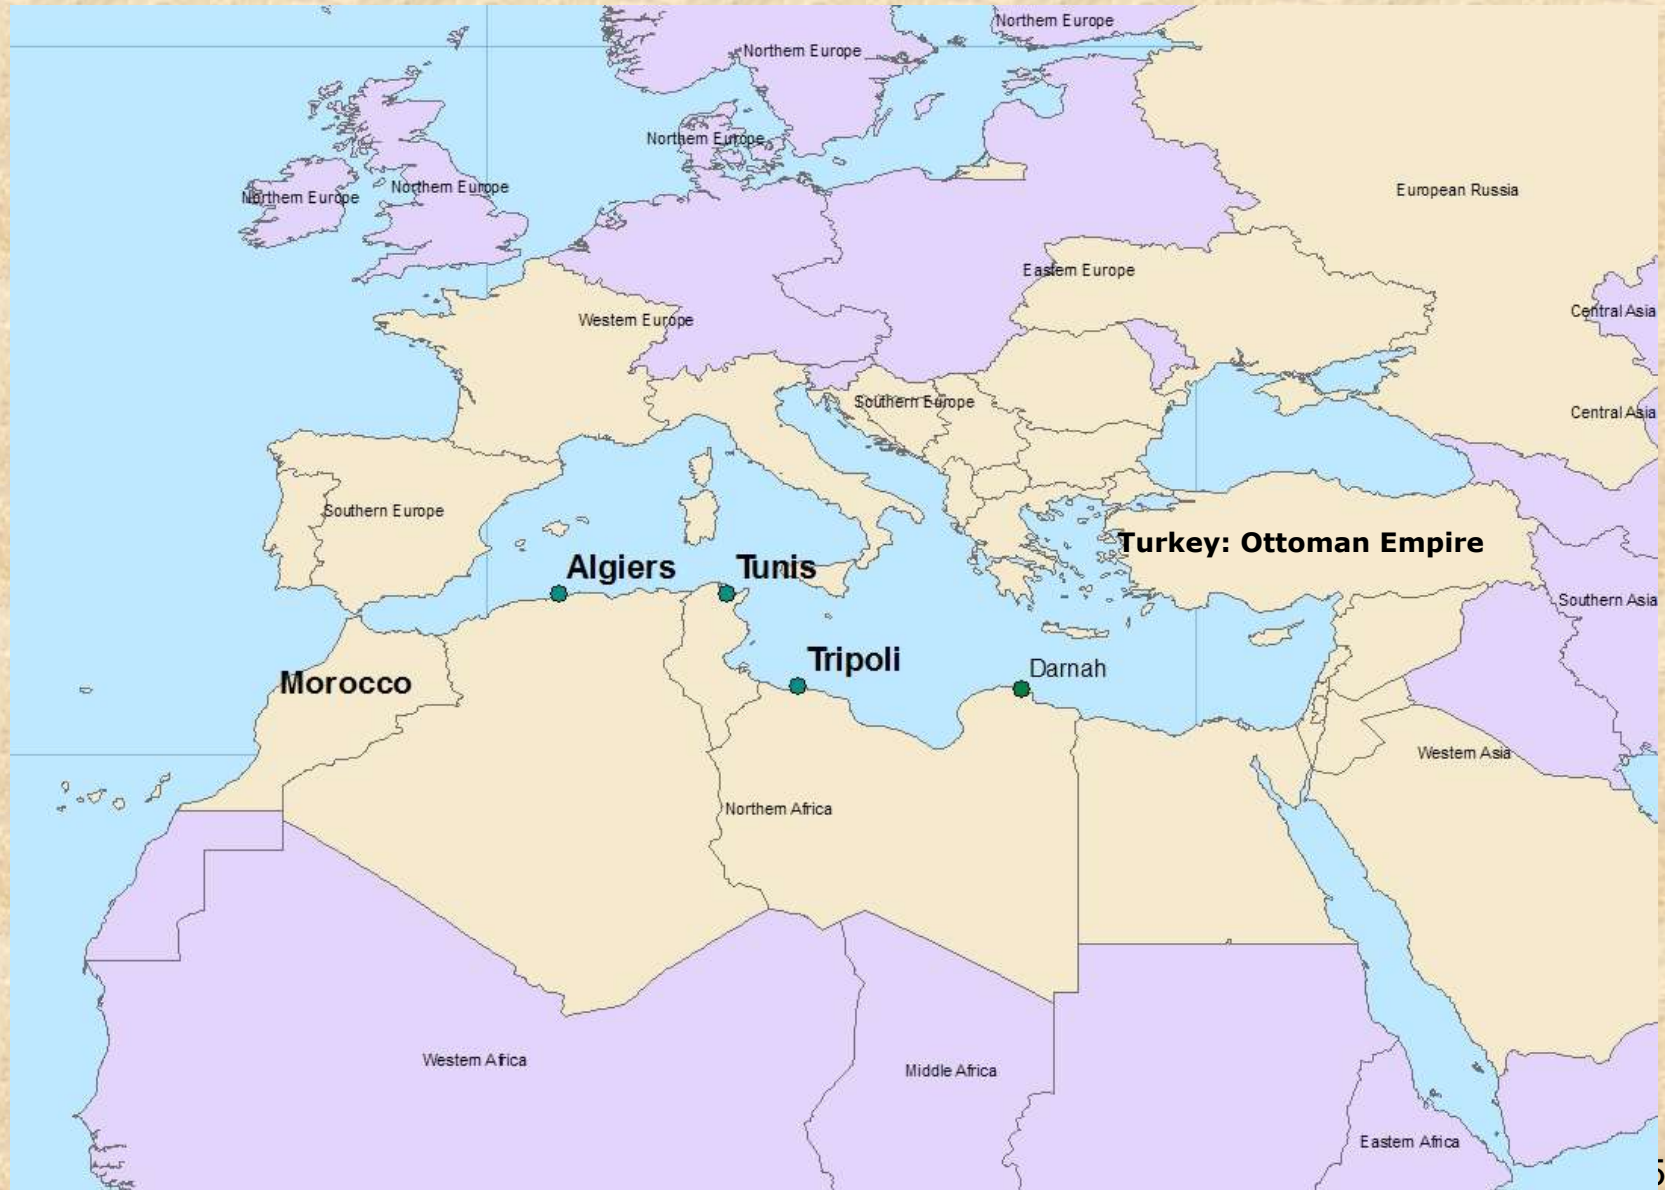 Northern Europe
Northern Europe
Northern Europe
Northern Europe
Northern Europe
European Russia
Eastern Europe
Central Asia
Western Europe
Southern Europe
Central Asia
Southern Europe
Turkey: Ottoman Empire
Algiers
Tunis
Southern Asia
Tripoli
Darnah
Morocco
Western Asia
Northern Africa
Western Africa
Middle Africa
Eastern Africa
5